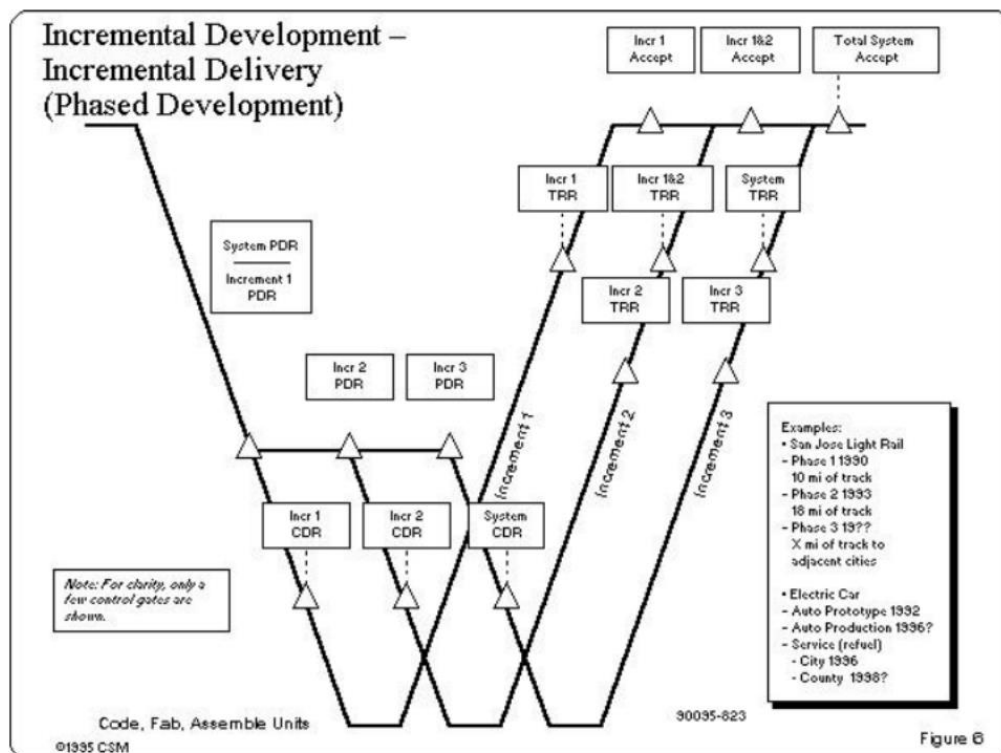 Incremental Development –
Incremental Delivery
(Phased Development)
Incr 1
Accept
Incr 1&2
Accept
Total System
Accept
Incr 1
TRR
Incr 1&2
TRR
System
TRR
System PDR
Increment 1
PDR
Incr 2
TRR
Incr 3
TRR
Incr 2
PDR
Incr 3
PDR
Increment 1
Increment 2
Increment 3
Incr 1
CDR
Incr 2
CDR
System
CDR
Examples:
• San Jose Light Rail
– Phase 1 1990
10 mi of track
– Phase 2 1993
18 mi of track
– Phase 3 19??
X mi of track to
adjacent cities
• Electric Car
– Auto Prototype 1992
– Auto Production 1996?
– Service (refuel)
- City 1996
- County 1998?
Note: For clarity, only a
few control gates are
shown.
Code, Fab, Assemble Units
90095-823
©1995 CSM
Figure 6